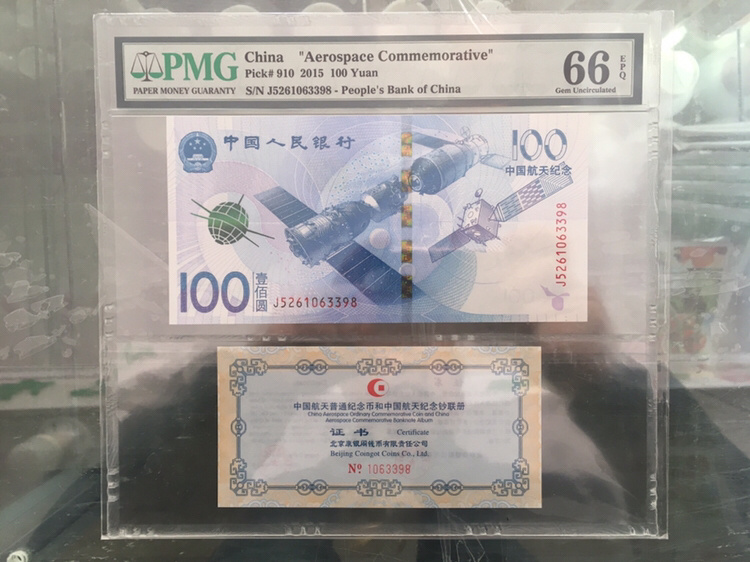 PMG
PAPER MONEY GUARANTY
China "Aerospace Commemorative"
Pick# 910 2015 100 Yuan
S/N J5261063398 - People's Bank of China
66 EPQ
Gem Uncirculated
中国人民银行
100
中国航天纪念
J5261063398
100
壹佰圆
J5261063398
中国航天普通纪念币和中国航天纪念钞联册
China Aerospace Ordinary Commemorative Coin and China
Aerospace Commemorative Banknote Album
证书 Certificate
北京康银阁钱币有限责任公司
Beijing Coingot Coins Co., Ltd.
Nº 1063398